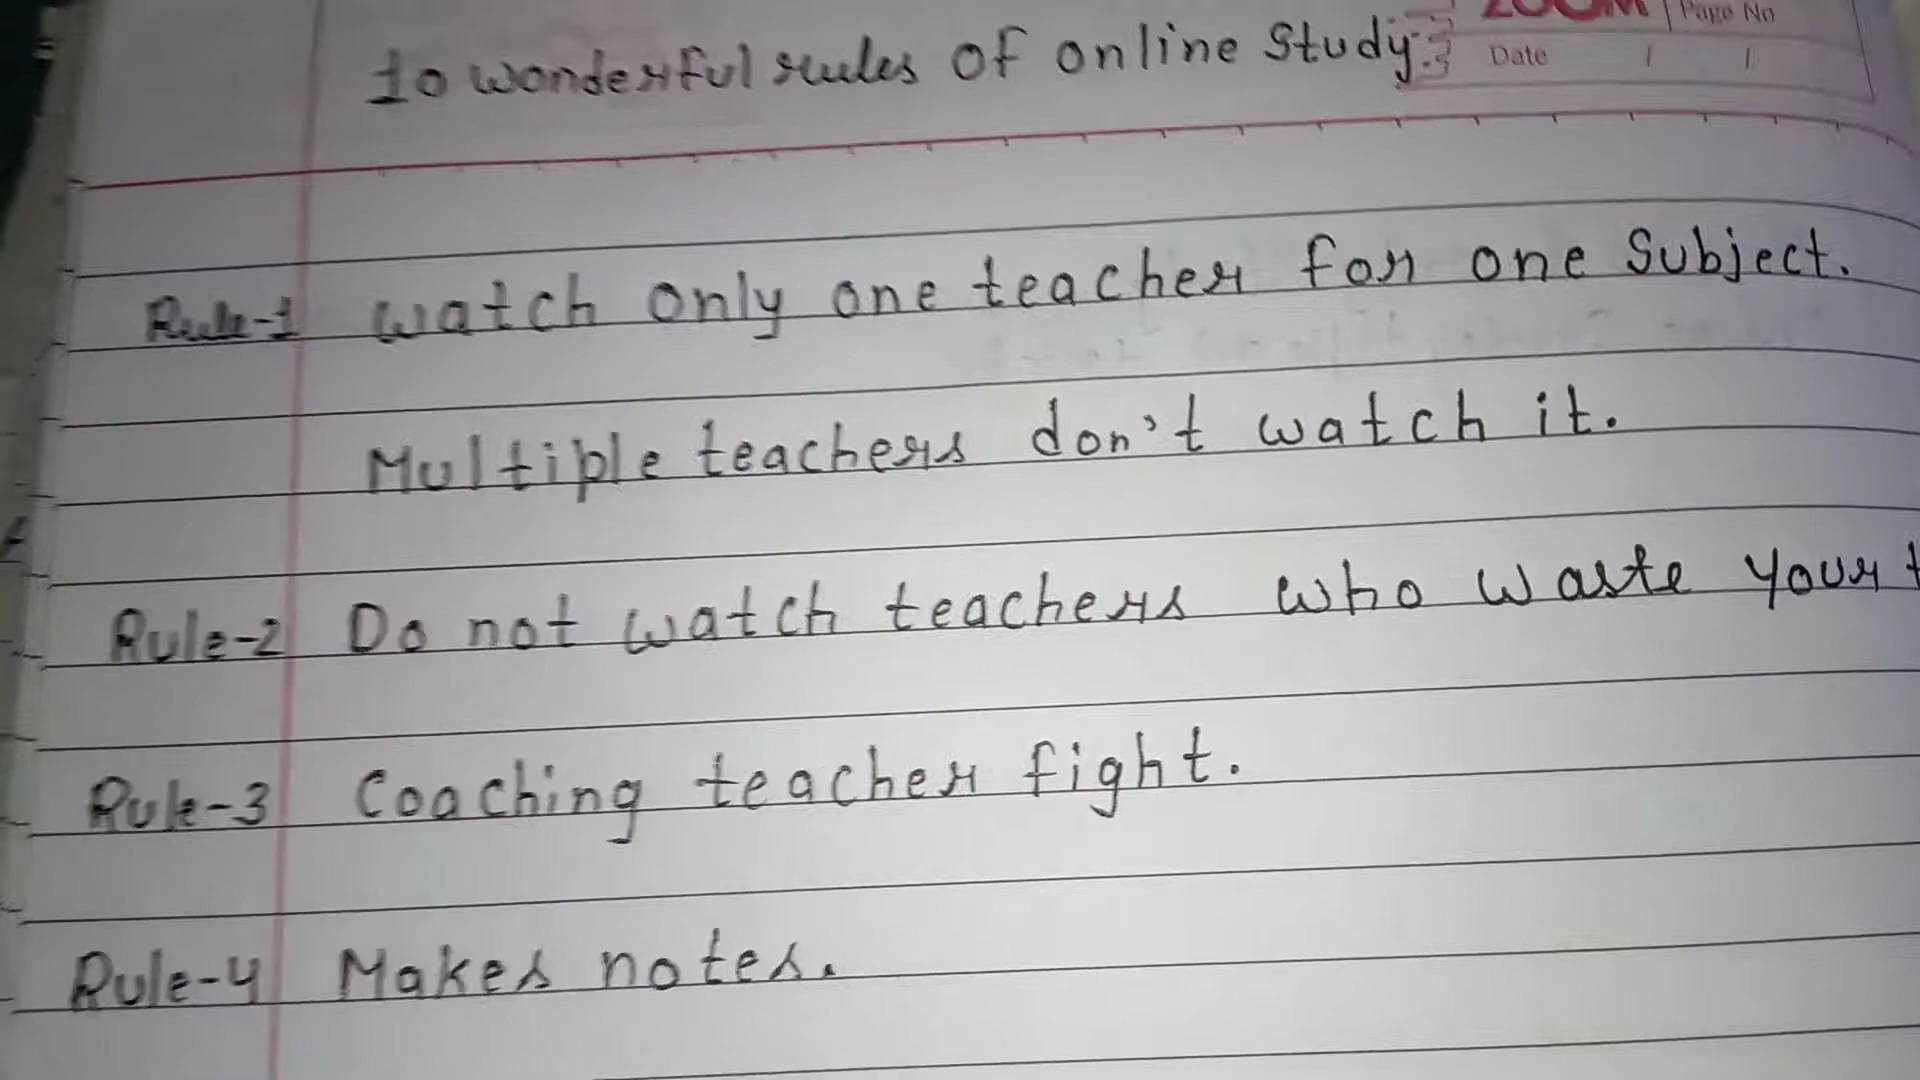 ZOOM Page No
Date / /
10 wonderful rules of online Study:
Rule-1 watch only one teacher for one Subject.
Multiple teachers don't watch it.
Rule-2 Do not watch teachers who waste your t
Rule-3 Coaching teacher fight.
Rule-4 Makes notes.